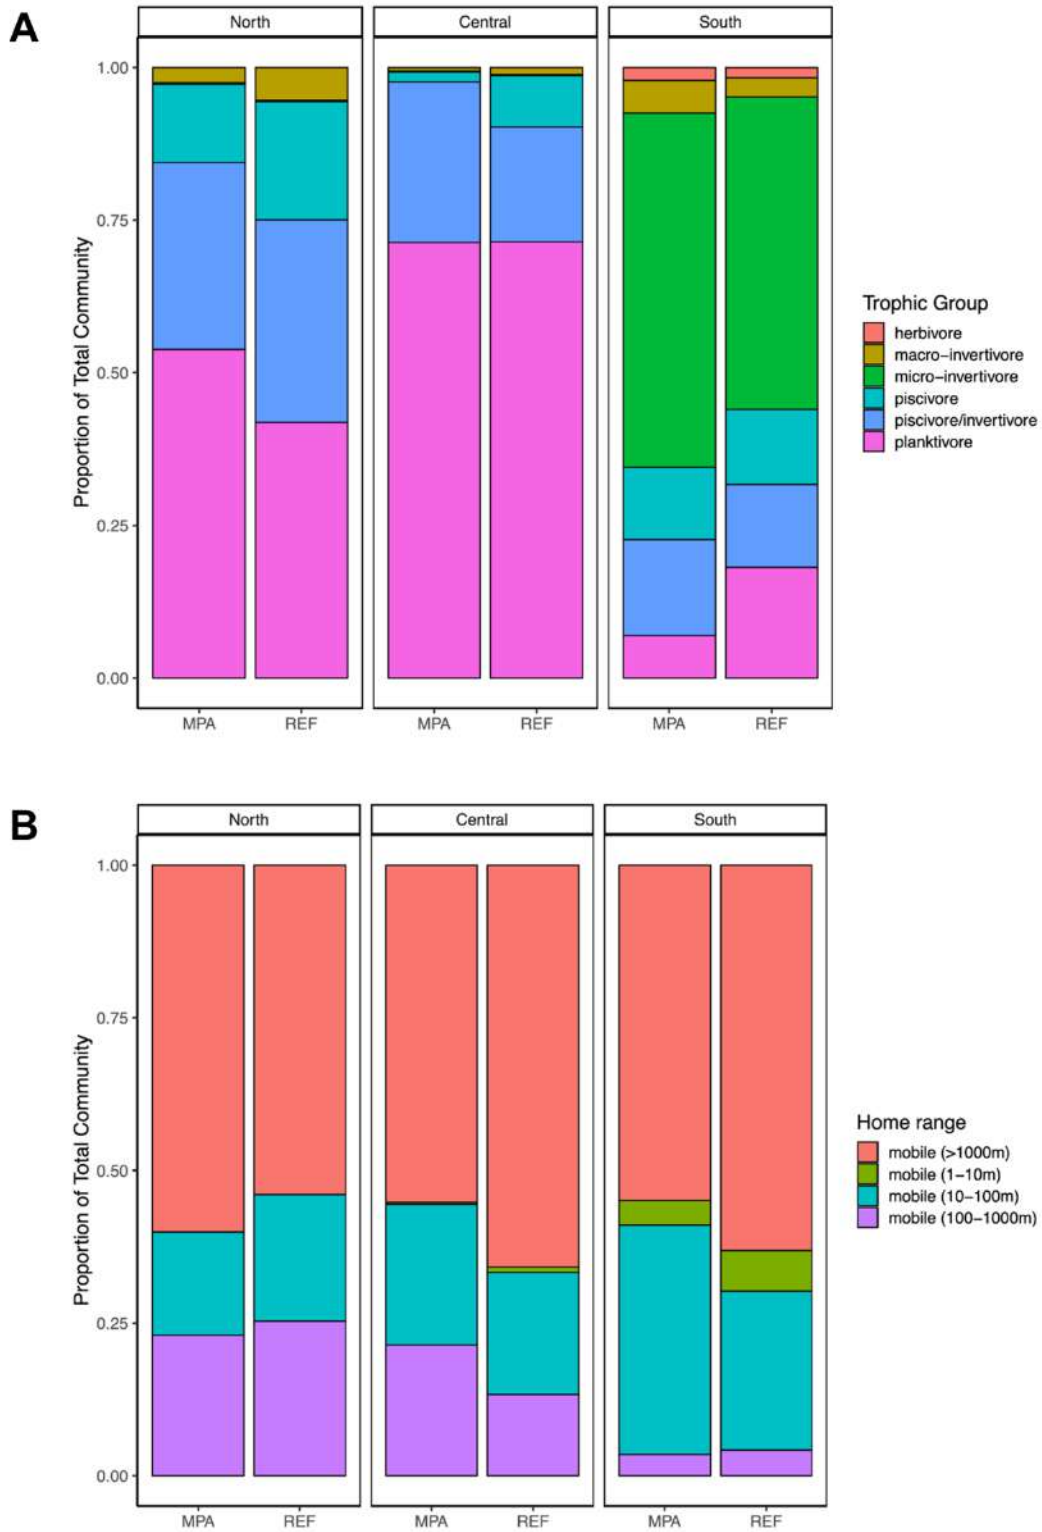 A
North Central South
1.00
0.75
0.50
0.25
0.00
Proportion of Total Community
MPA REF MPA REF MPA REF
Trophic Group
herbivore
macro−invertivore
micro−invertivore
piscivore
piscivore/invertivore
planktivore
B
North Central South
1.00
0.75
0.50
0.25
0.00
Proportion of Total Community
MPA REF MPA REF MPA REF
Home range
mobile (>1000m)
mobile (1−10m)
mobile (10−100m)
mobile (100−1000m)